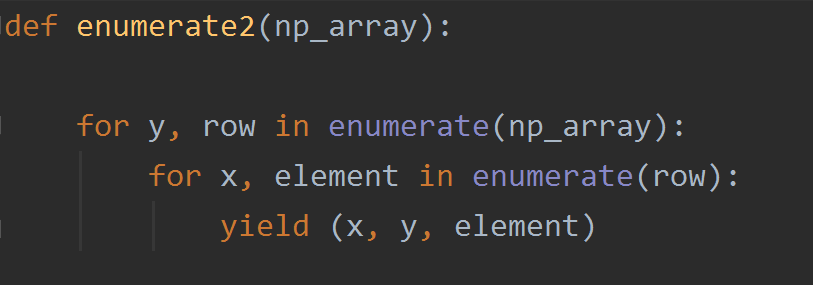 def enumerate2(np_array):
    for y, row in enumerate(np_array):
        for x, element in enumerate(row):
            yield (x, y, element)